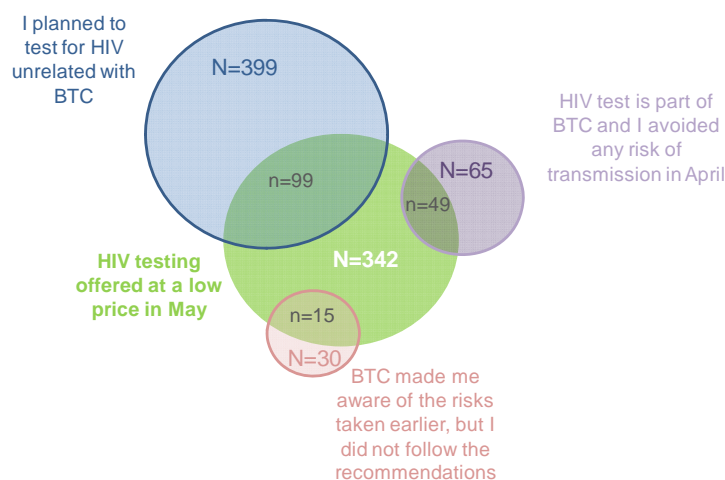 I planned to
test for HIV
unrelated with
BTC
N=399
HIV test is part of
BTC and I avoided
any risk of
transmission in April
N=65
n=99
n=49
HIV testing
offered at a low
price in May
N=342
n=15
N=30
BTC made me
aware of the risks
taken earlier, but I
did not follow the
recommendations